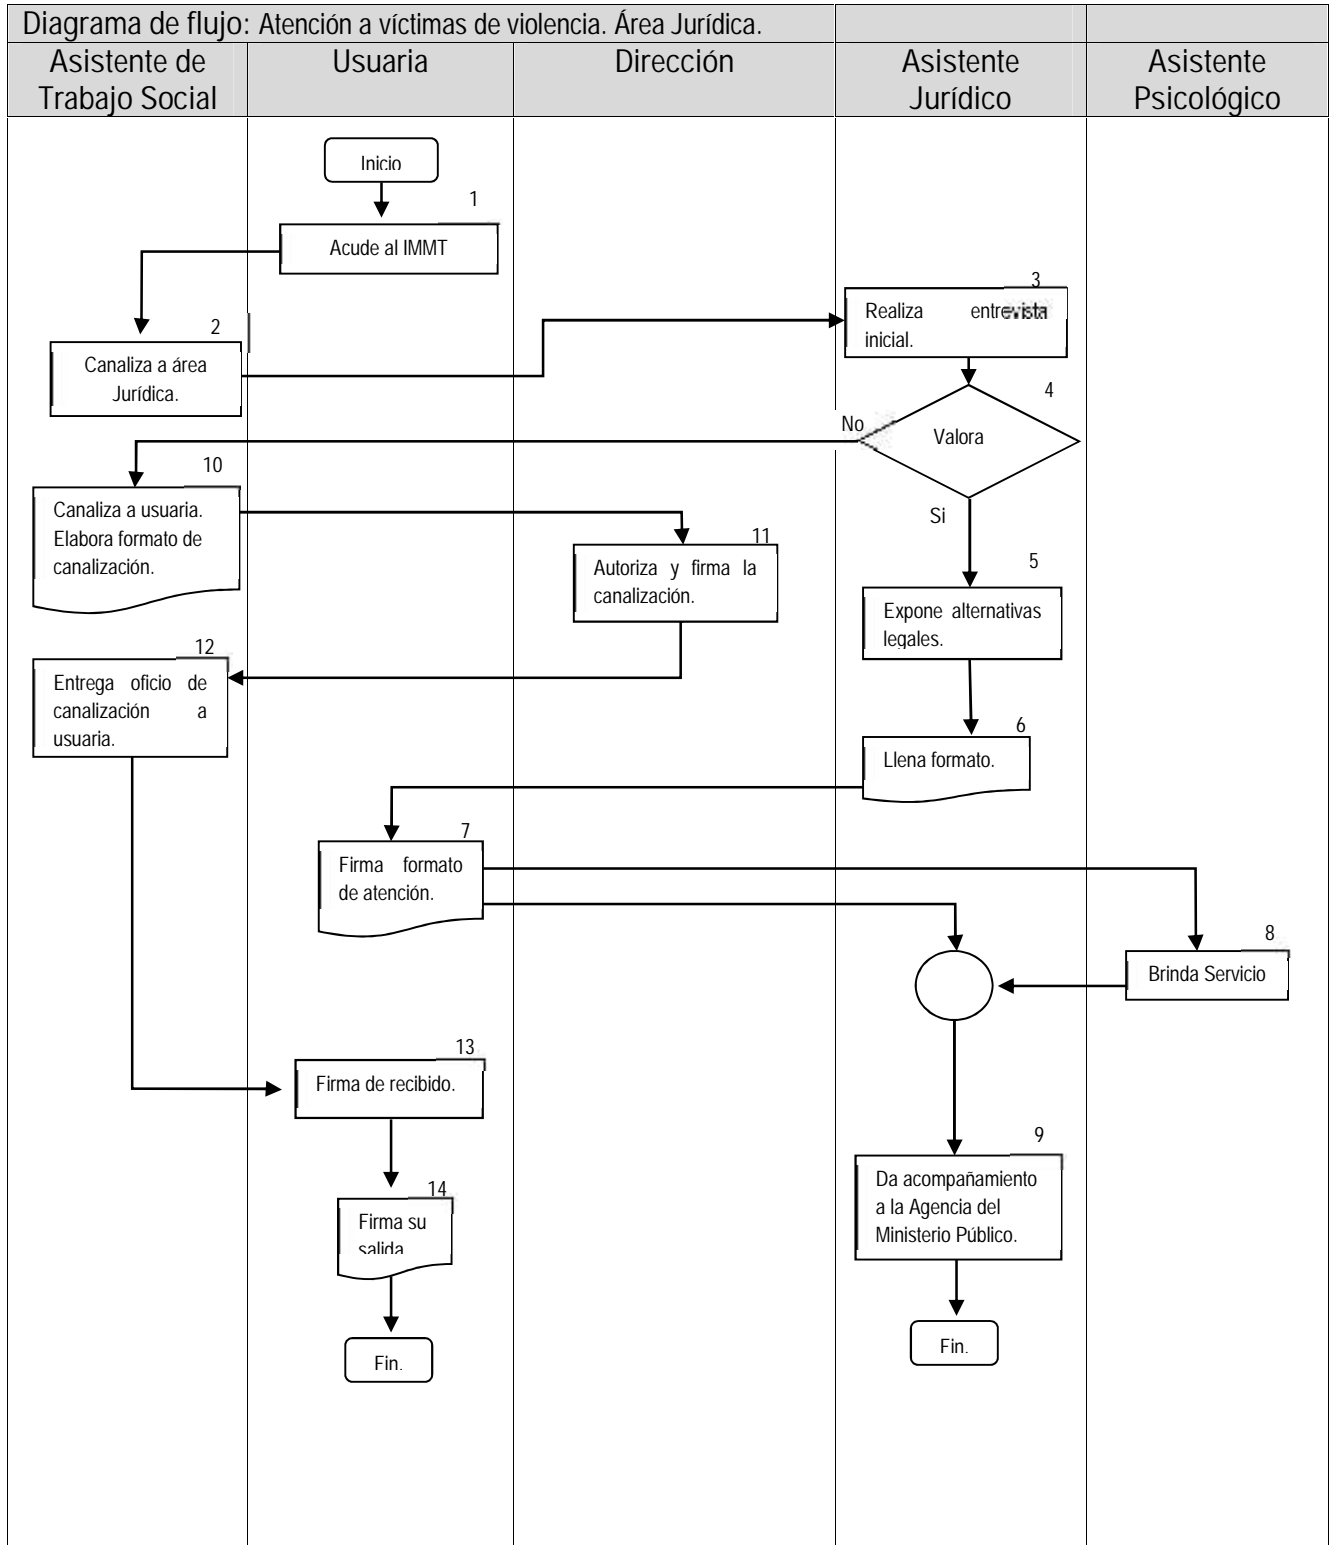 Diagrama de flujo: Atención a víctimas de violencia. Área Jurídica.
Asistente de
Trabajo Social
Usuaria
Dirección
Asistente
Jurídico
Asistente
Psicológico
Inicio
1
Acude al IMMT
2
Canaliza a área
Jurídica.
3
Realiza entrevista
inicial.
4
Valora
No
Si
10
Canaliza a usuaria.
Elabora formato de
canalización.
11
Autoriza y firma la
canalización.
5
Expone alternativas
legales.
12
Entrega oficio de
canalización a
usuaria.
6
Llena formato.
7
Firma formato
de atención.
8
Brinda Servicio
13
Firma de recibido.
9
Da acompañamiento
a la Agencia del
Ministerio Público.
14
Firma su
salida
Fin.
Fin.